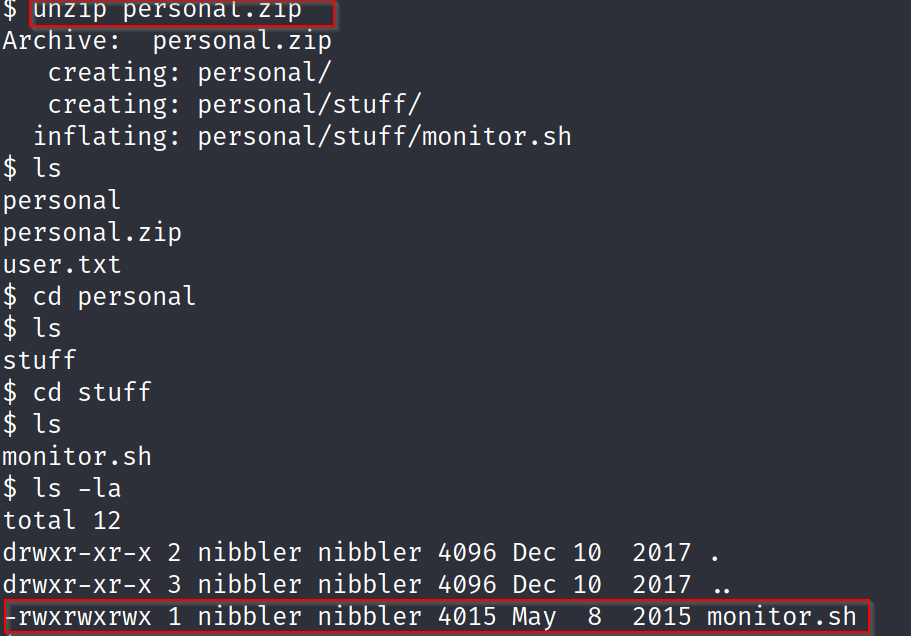 $ unzip personal.zip
Archive:  personal.zip
   creating: personal/
   creating: personal/stuff/
  inflating: personal/stuff/monitor.sh
$ ls
personal
personal.zip
user.txt
$ cd personal
$ ls
stuff
$ cd stuff
$ ls
monitor.sh
$ ls -la
total 12
drwxr-xr-x 2 nibbler nibbler 4096 Dec 10  2017 .
drwxr-xr-x 3 nibbler nibbler 4096 Dec 10  2017 ..
-rwxrwxrwx 1 nibbler nibbler 4015 May  8  2015 monitor.sh